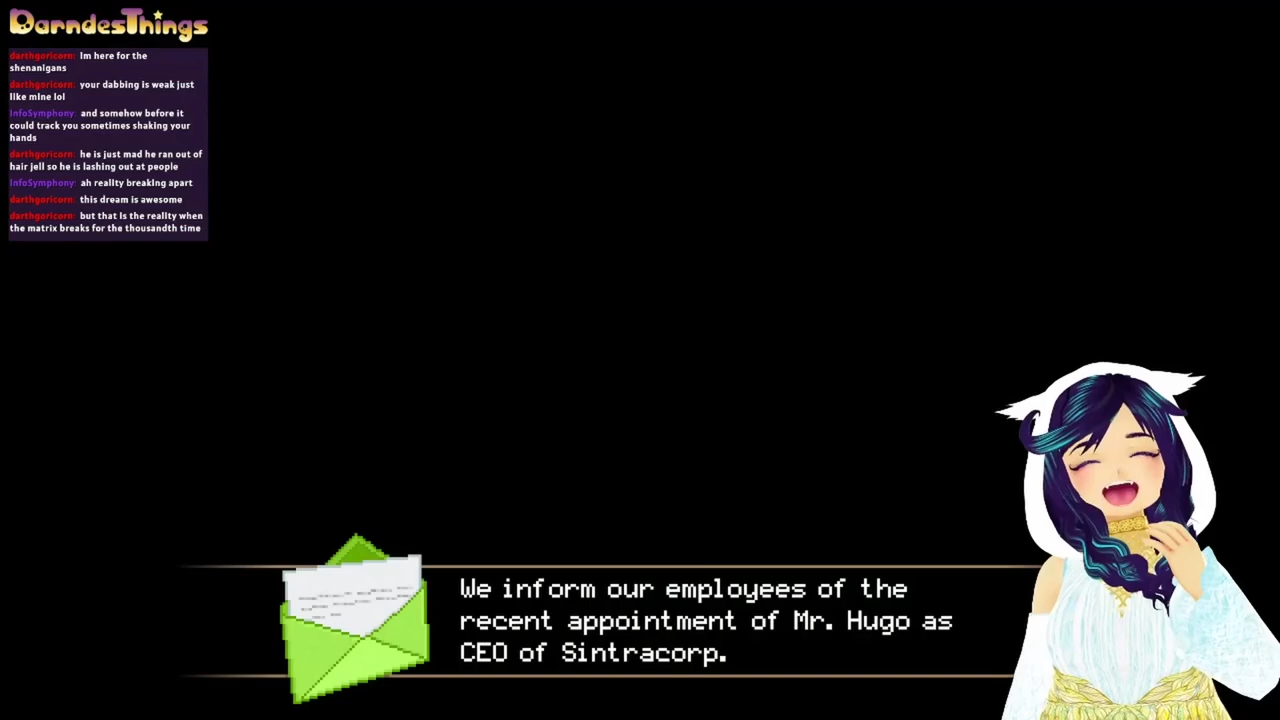 DarndesThings
darthgoricorn: Im here for the
shenanigans
darthgoricorn: your dabbing is weak just
like mine lol
InfoSymphony: and somehow before it
could track you sometimes shaking your
hands
darthgoricorn: he is just mad he ran out of
hair jell so he is lashing out at people
InfoSymphony: ah reality breaking apart
darthgoricorn: this dream is awesome
darthgoricorn: but that is the reality when
the matrix breaks for the thousandth time
We inform our employees of the
recent appointment of Mr. Hugo as
CEO of Sintracorp.